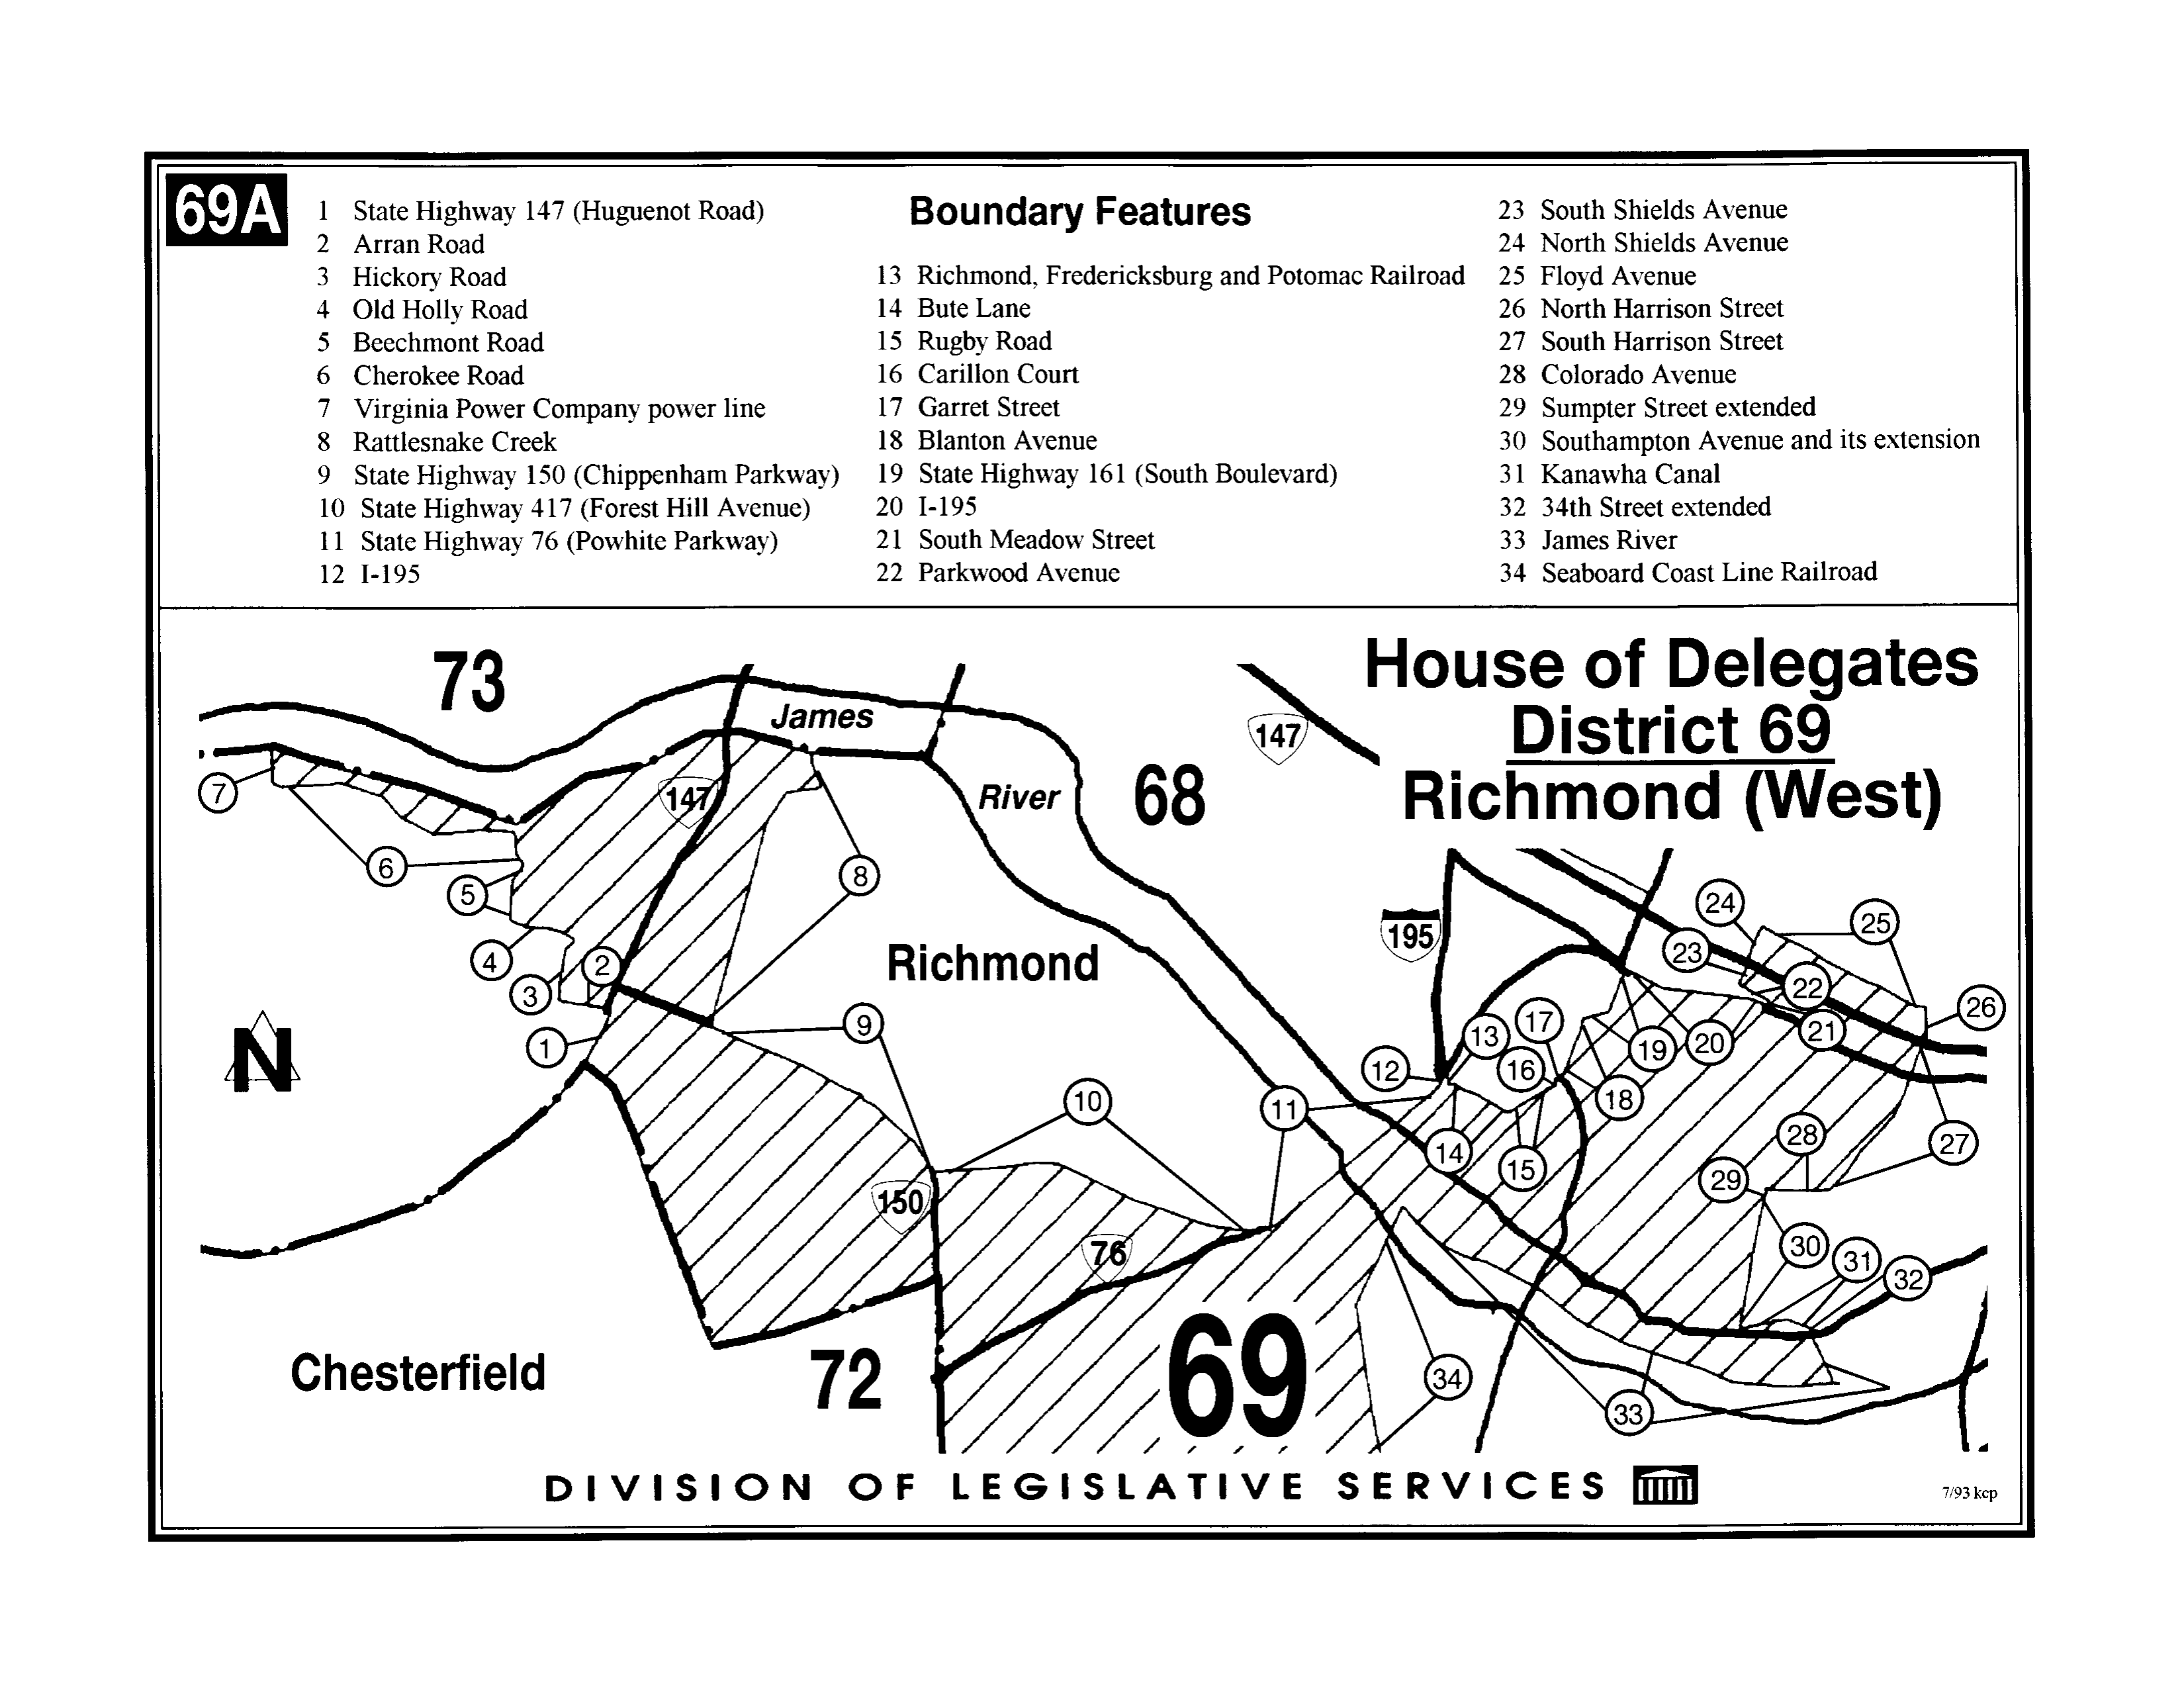 69A
Boundary Features
1 State Highway 147 (Huguenot Road)
2 Arran Road
3 Hickory Road
4 Old Holly Road
5 Beechmont Road
6 Cherokee Road
7 Virginia Power Company power line
8 Rattlesnake Creek
9 State Highway 150 (Chippenham Parkway)
10 State Highway 417 (Forest Hill Avenue)
11 State Highway 76 (Powhite Parkway)
12 I-195
13 Richmond, Fredericksburg and Potomac Railroad
14 Bute Lane
15 Rugby Road
16 Carillon Court
17 Garret Street
18 Blanton Avenue
19 State Highway 161 (South Boulevard)
20 I-195
21 South Meadow Street
22 Parkwood Avenue
23 South Shields Avenue
24 North Shields Avenue
25 Floyd Avenue
26 North Harrison Street
27 South Harrison Street
28 Colorado Avenue
29 Sumpter Street extended
30 Southampton Avenue and its extension
31 Kanawha Canal
32 34th Street extended
33 James River
34 Seaboard Coast Line Railroad
House of Delegates
District 69
Richmond (West)
73
James
147
River
68
147
7
6
5
8
4
2
3
1
9
Richmond
195
24
25
23
22
26
21
13
17
19
20
12
16
18
10
11
14
15
28
27
29
30
31
32
N
150
76
Chesterfield
72
69
34
33
DIVISION OF LEGISLATIVE SERVICES
7/93 kcp